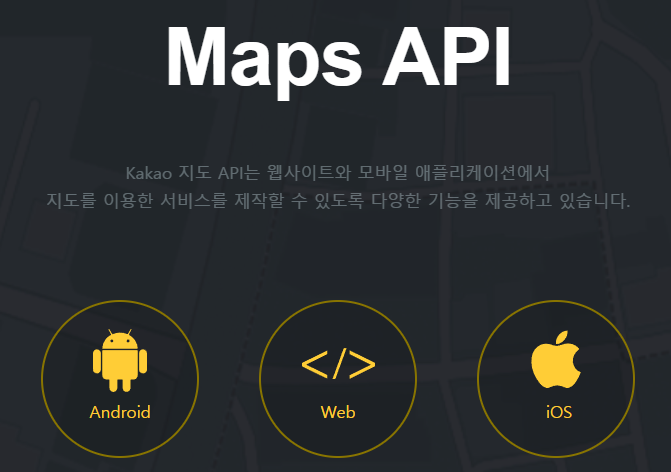 Maps API
Kakao 지도 API는 웹사이트와 모바일 애플리케이션에서
지도를 이용한 서비스를 제작할 수 있도록 다양한 기능을 제공하고 있습니다.
</>
Android
Web
iOS